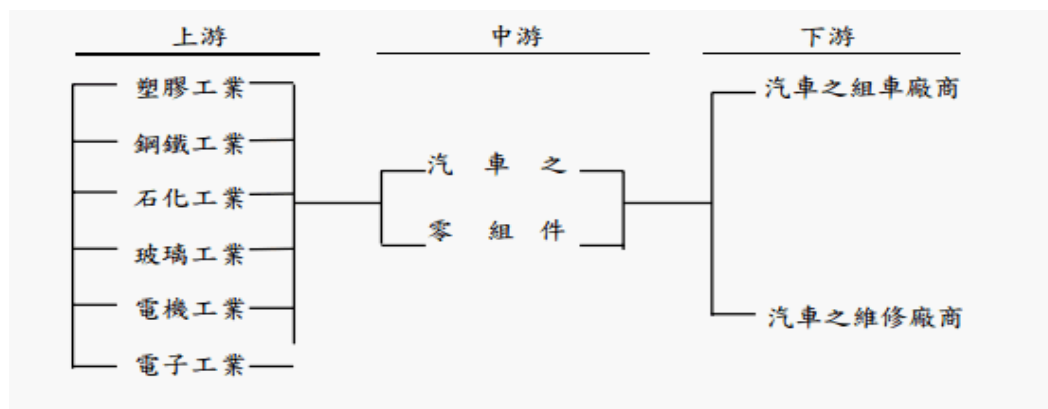 上游
中游
下游
塑膠工業
鋼鐵工業
石化工業
玻璃工業
電機工業
電子工業
汽車之
零組件
汽車之組車廠商
汽車之維修廠商